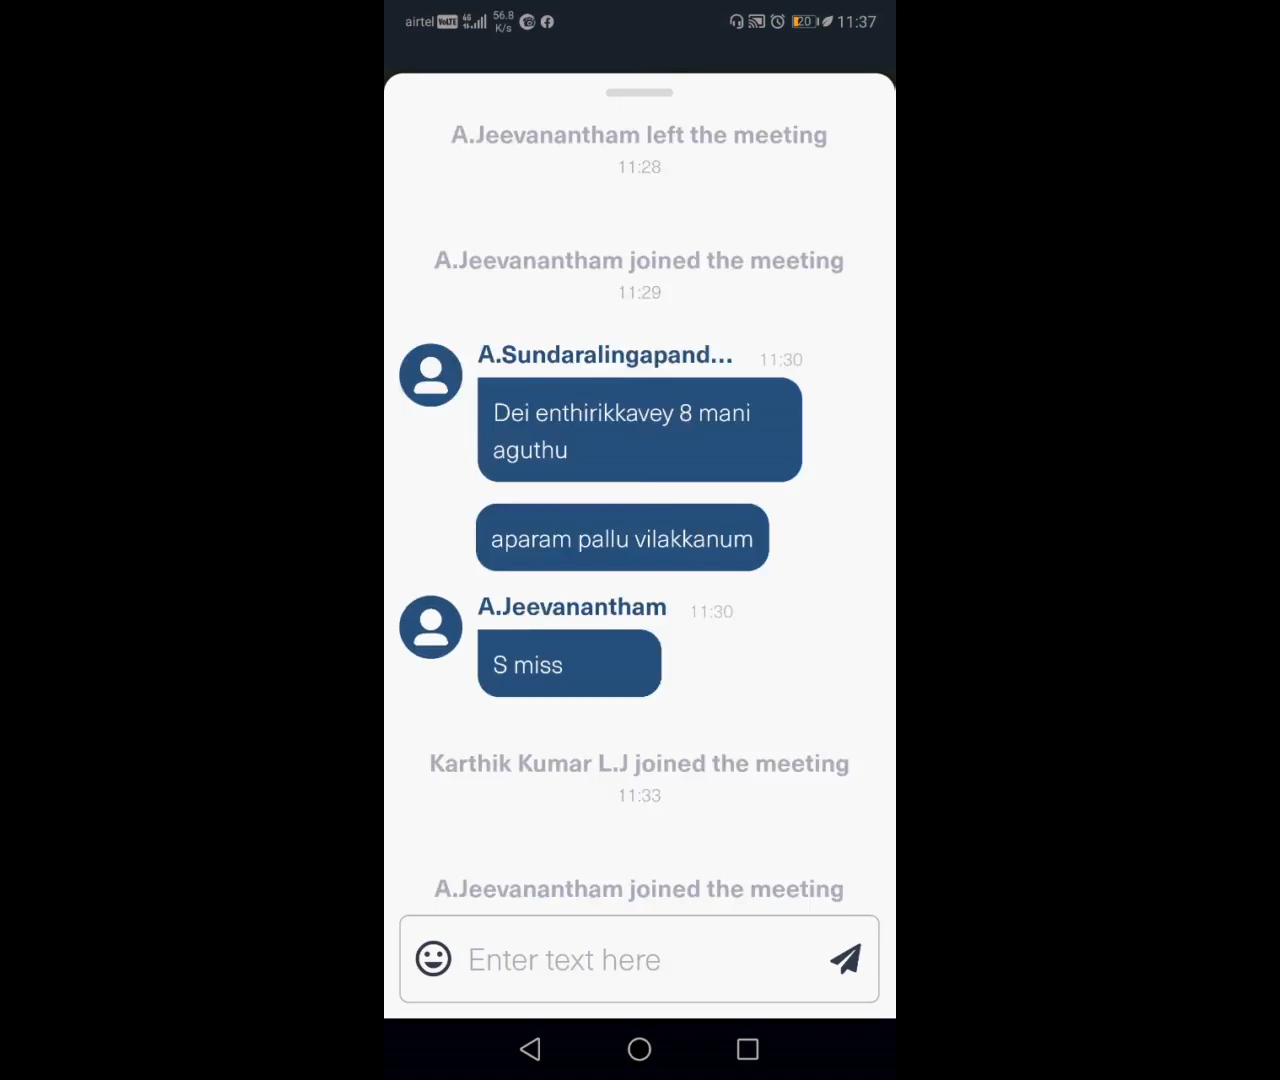 airtel VoLTE 4G 56.8 K/s 20 11:37
A.Jeevanantham left the meeting
11:28
A.Jeevanantham joined the meeting
11:29
A.Sundaralingapand... 11:30
Dei enthirikkavey 8 mani
aguthu
aparam pallu vilakkanum
A.Jeevanantham 11:30
S miss
Karthik Kumar L.J joined the meeting
11:33
A.Jeevanantham joined the meeting
Enter text here